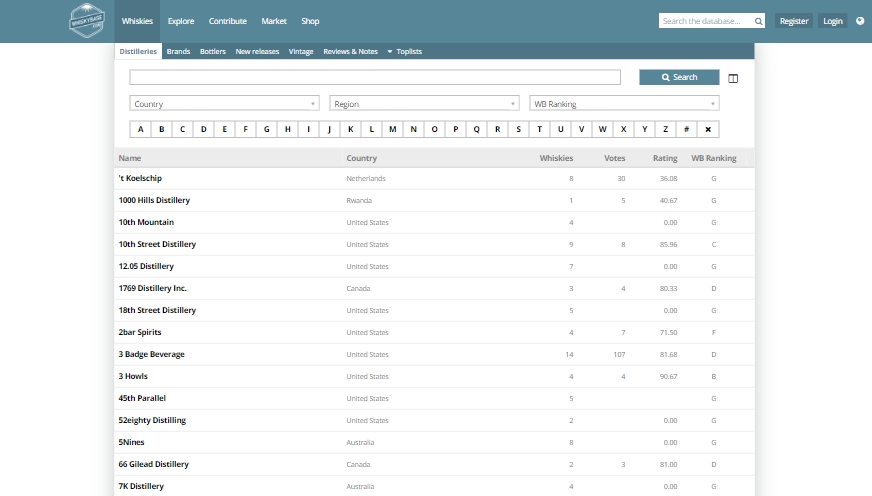 WHISKYBASE
.COM
Whiskies Explore Contribute Market Shop Search the database... Register Login
Distilleries Brands Bottlers New releases Vintage Reviews & Notes Toplists
Search
Country Region WB Ranking
A B C D E F G H I J K L M N O P Q R S T U V W X Y Z #
Name Country Whiskies Votes Rating WB Ranking
't Koelschip Netherlands 8 30 36.08 G
1000 Hills Distillery Rwanda 1 5 40.67 G
10th Mountain United States 4 0.00 G
10th Street Distillery United States 9 8 85.96 C
12.05 Distillery United States 7 0.00 G
1769 Distillery Inc. Canada 3 4 80.33 D
18th Street Distillery United States 5 0.00 G
2bar Spirits United States 4 7 71.50 F
3 Badge Beverage United States 14 107 81.68 D
3 Howls United States 4 4 90.67 B
45th Parallel United States 5 G
52eighty Distilling United States 2 0.00 G
5Nines Australia 8 0.00 G
66 Gilead Distillery Canada 2 3 81.00 D
7K Distillery Australia 4 0.00 G